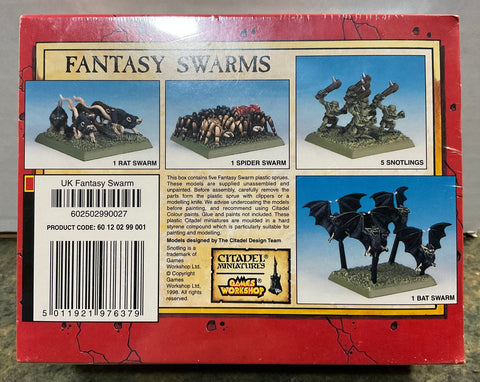 FANTASY SWARMS
1 RAT SWARM
1 SPIDER SWARM
5 SNOTLINGS
UK Fantasy Swarm
602502990027
PRODUCT CODE: 60 12 02 99 001
5 011921 976379
This box contains five Fantasy Swarm plastic sprues.
These models are supplied unassembled and
unpainted. Before assembly, carefully remove the
parts form the plastic sprue with clippers or a
modelling knife. We advise undercoating the models
before painting, and recommend using Citadel
Colour paints. Glue and paints not included. These
plastic Citadel Miniatures are moulded in a hard
styrene compound which is particularly suitable for
painting and modelling.
Models designed by The Citadel Design Team
Snotling is a
trademark of
Games
Workshop Ltd.
© Copyright
Games
Workshop Ltd,
1998. All rights
reserved.
CITADEL
MINIATURES
GAMES
WORKSHOP
1 BAT SWARM